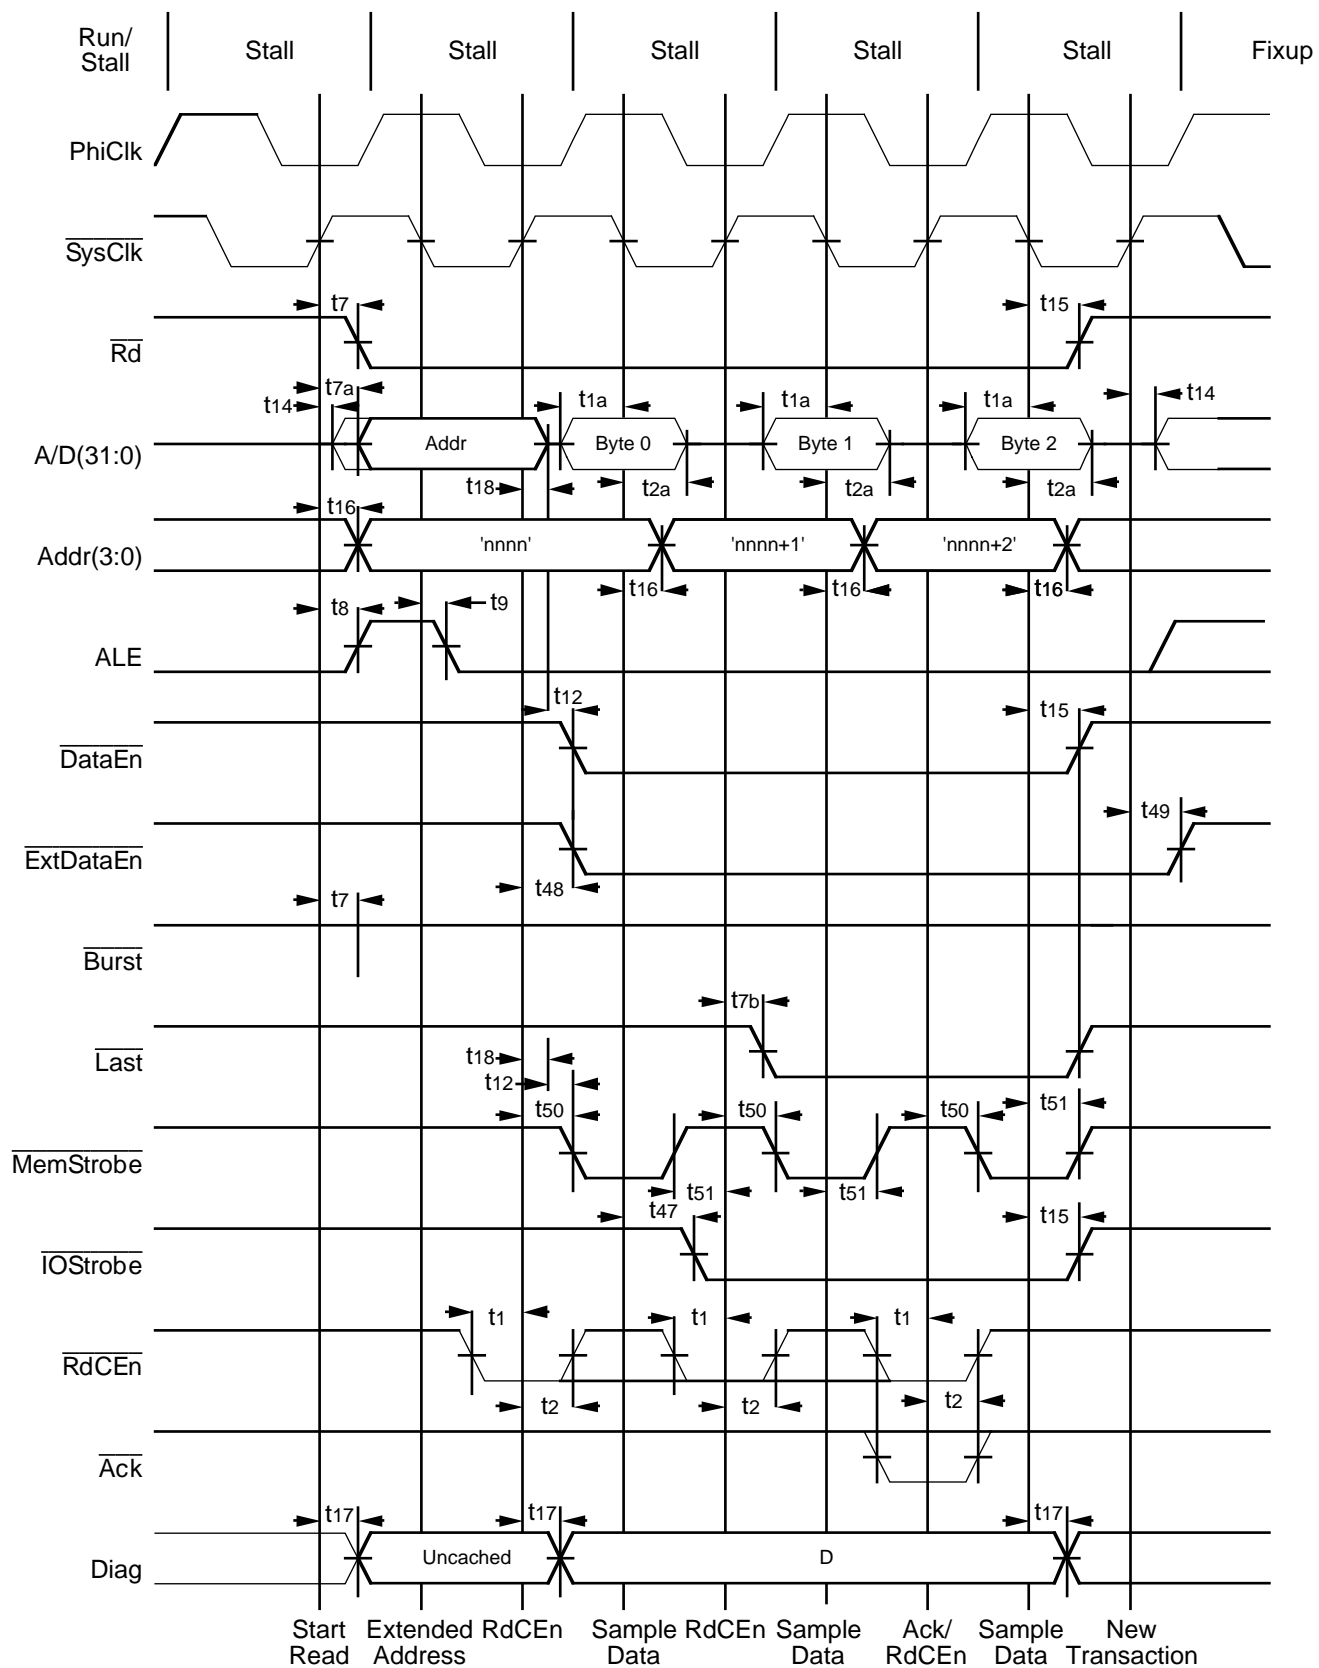 Run/
Stall
Stall
Stall
Stall
Stall
Stall
Fixup
PhiClk
SysClk
t7
t15
Rd
t7a
t14
t1a
t1a
t1a
t14
A/D(31:0)
Addr
Byte 0
Byte 1
Byte 2
t18
t2a
t2a
t2a
t16
Addr(3:0)
'nnnn'
'nnnn+1'
'nnnn+2'
t16
t16
t16
t8
t9
ALE
t12
t15
DataEn
t49
ExtDataEn
t7
t48
Burst
t7b
Last
t18
t12
t50
t50
t50
t51
MemStrobe
t51
t51
t47
t15
IOStrobe
t1
t1
t1
RdCEn
t2
t2
t2
Ack
t17
t17
t17
Diag
Uncached
D
Start
Read
Extended
Address
RdCEn
Sample
Data
RdCEn
Sample
Data
Ack/
RdCEn
Sample
Data
New
Transaction